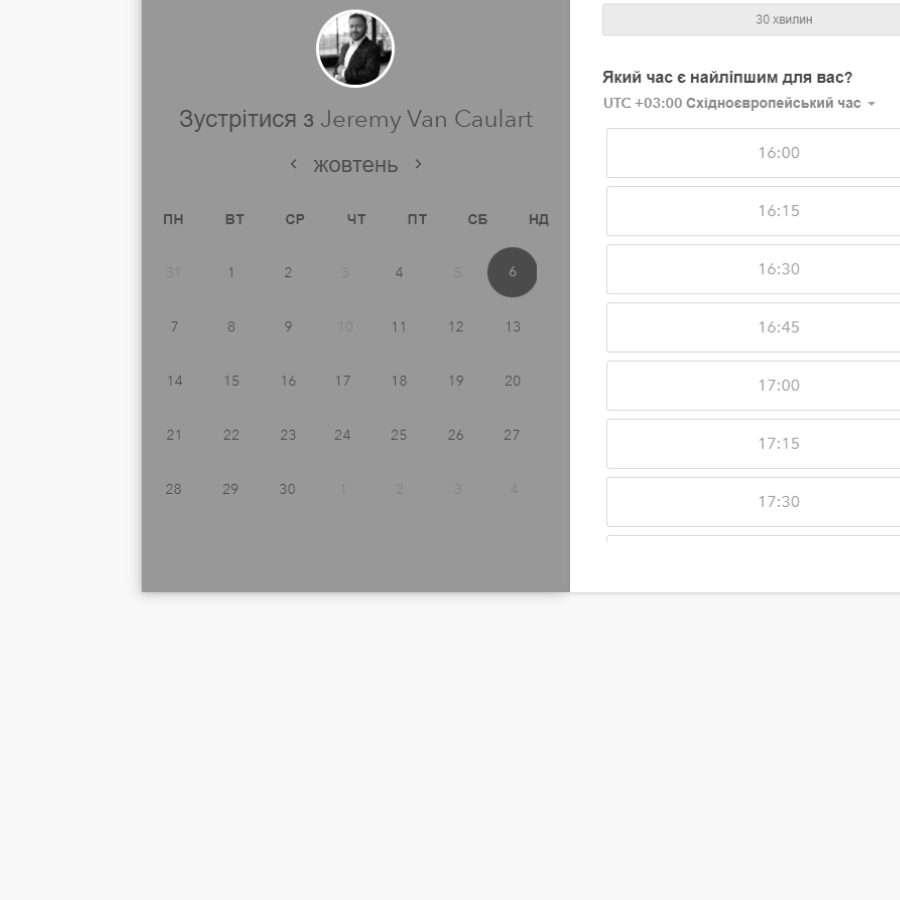 Зустрітися з Jeremy Van Caulart
жовтень
ПН ВТ СР ЧТ ПТ СБ НД
31 1 2 3 4 5 6
7 8 9 10 11 12 13
14 15 16 17 18 19 20
21 22 23 24 25 26 27
28 29 30 1 2 3 4
30 хвилин
Який час є найліпшим для вас?
UTC +03:00 Східноєвропейський час
16:00
16:15
16:30
16:45
17:00
17:15
17:30